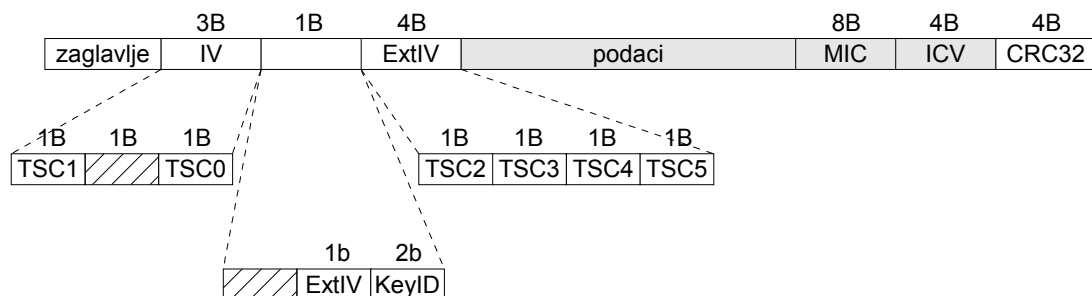 3B 1B 4B 8B 4B 4B
zaglavlje IV ExtIV podaci MIC ICV CRC32
1B 1B 1B 1B 1B 1B 1B
TSC1 TSC0 TSC2 TSC3 TSC4 TSC5
1b 2b
ExtIV KeyID